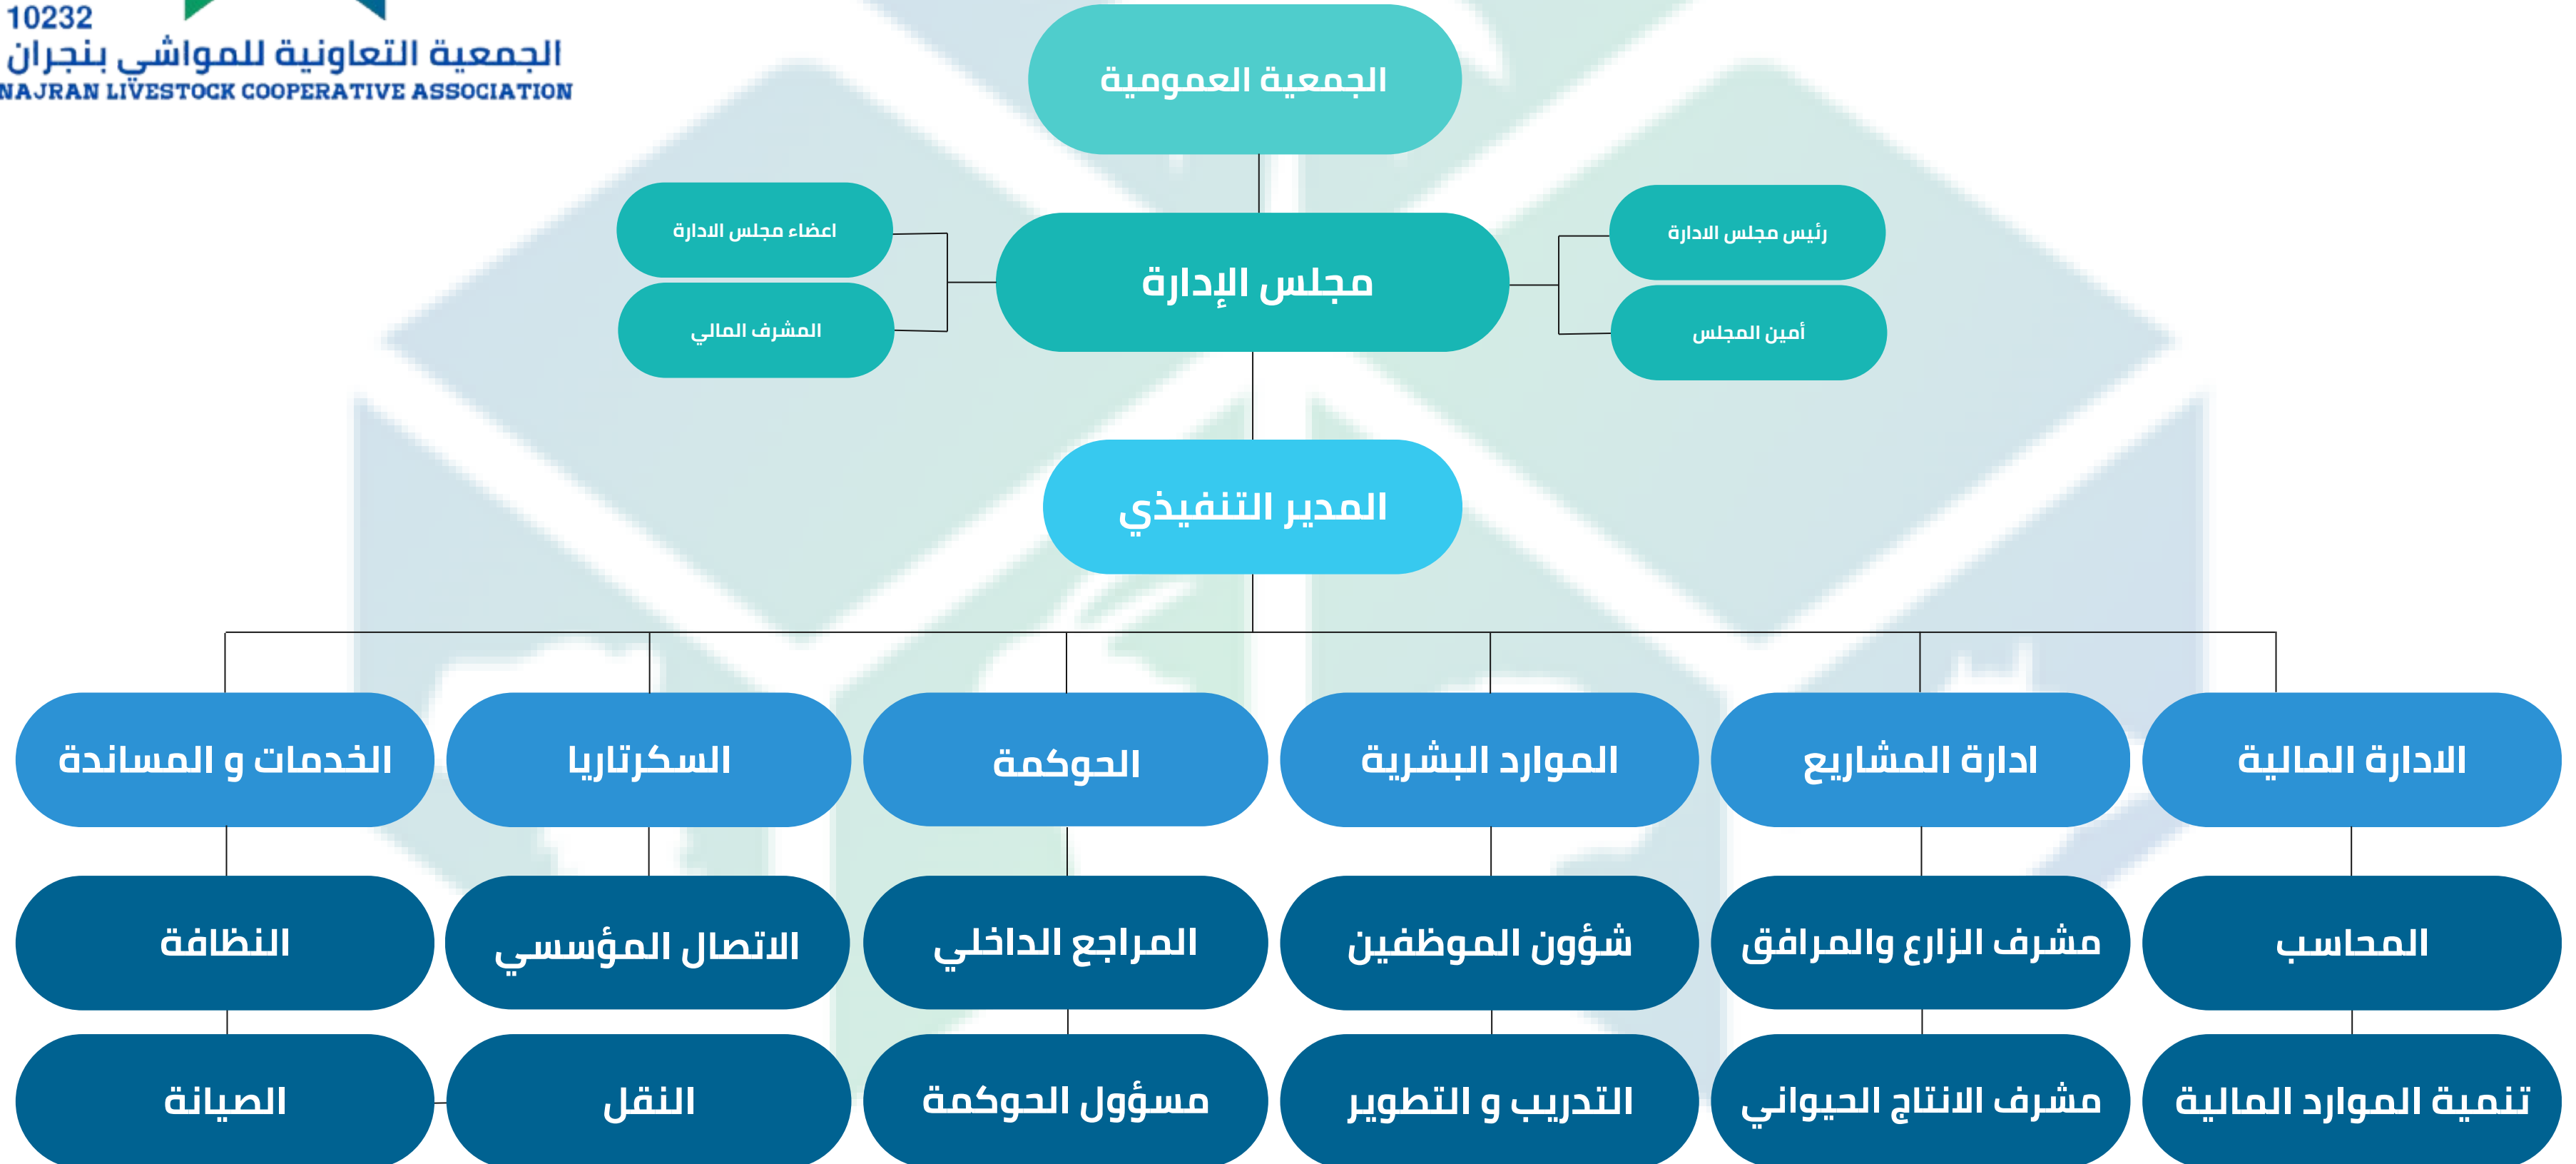 10232
الجمعية التعاونية للمواشي بنجران
NAJRAN LIVESTOCK COOPERATIVE ASSOCIATION
الجمعية العمومية
رئيس مجلس الادارة
اعضاء مجلس الادارة
مجلس الإدارة
أمين المجلس
المشرف المالي
المدير التنفيذي
الادارة المالية
ادارة المشاريع
الموارد البشرية
الحوكمة
السكرتاريا
الخدمات و المساندة
المحاسب
مشرف الزارع والمرافق
شؤون الموظفين
المراجع الداخلي
الاتصال المؤسسي
النظافة
تنمية الموارد المالية
مشرف الانتاج الحيواني
التدريب و التطوير
مسؤول الحوكمة
النقل
الصيانة